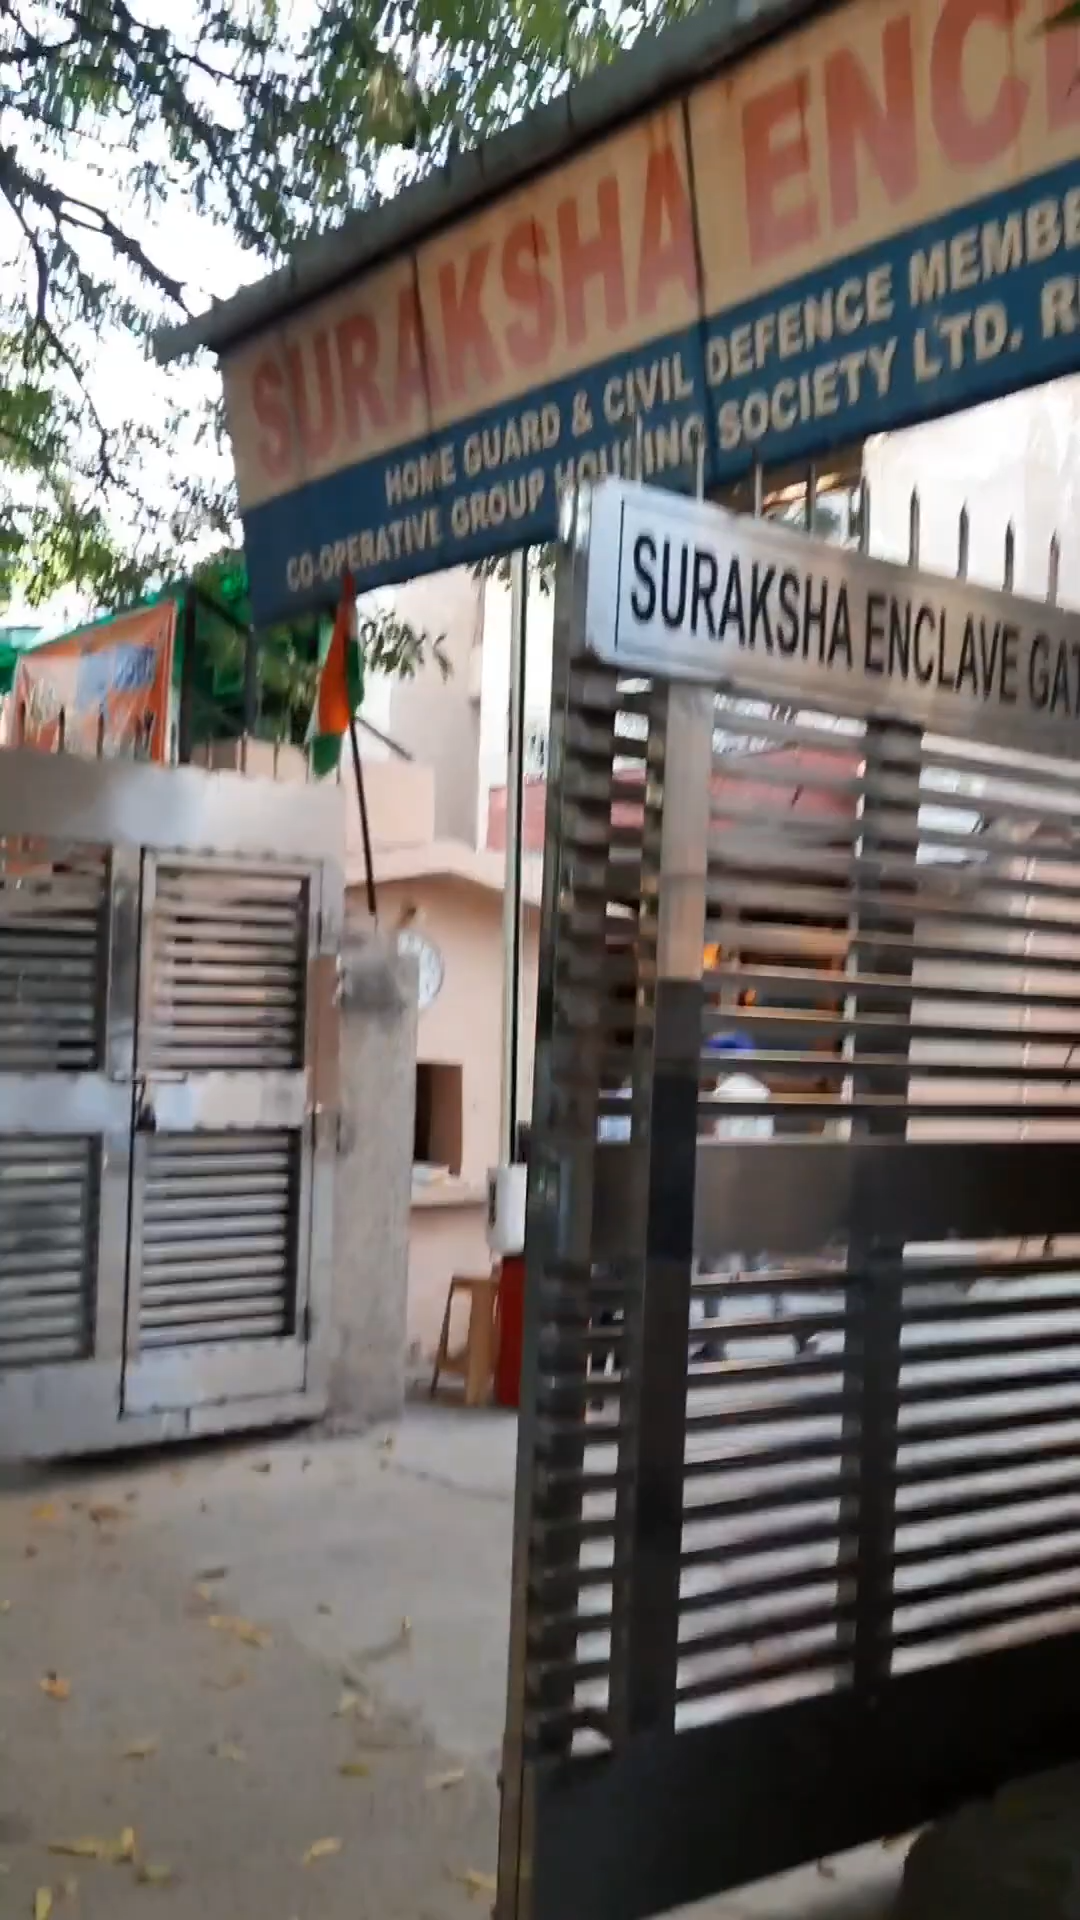 SURAKSHA ENC
HOME GUARD & CIVIL DEFENCE MEMBE
CO-OPERATIVE GROUP HOUSING SOCIETY LTD. R
SURAKSHA ENCLAVE GAT